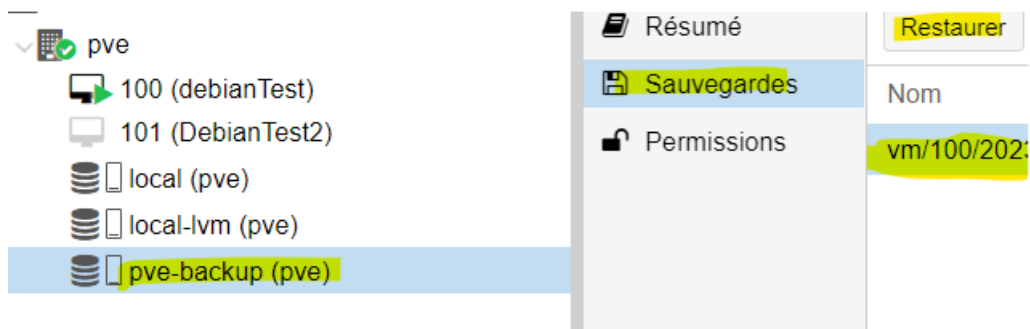 pve
100 (debianTest)
101 (DebianTest2)
local (pve)
local-lvm (pve)
pve-backup (pve)
Résumé
Sauvegardes
Permissions
Restaurer
Nom
vm/100/202